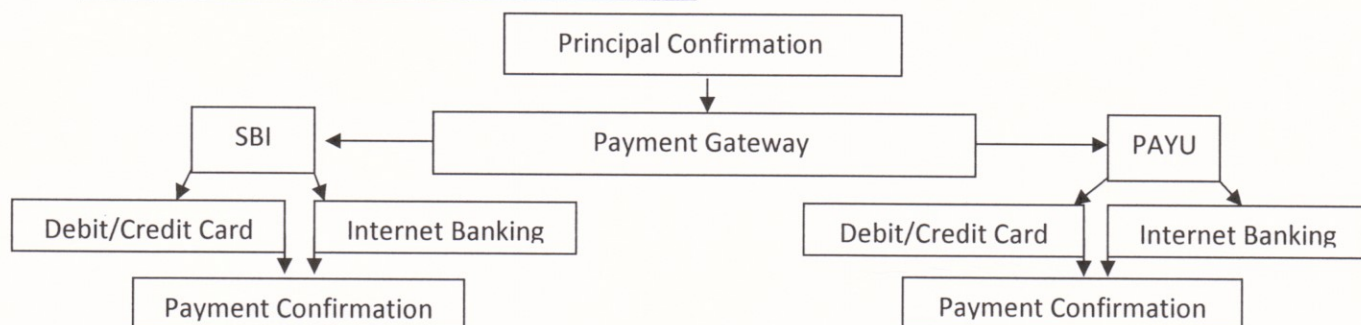 Principal Confirmation
SBI
Payment Gateway
PAYU
Debit/Credit Card
Internet Banking
Debit/Credit Card
Internet Banking
Payment Confirmation
Payment Confirmation